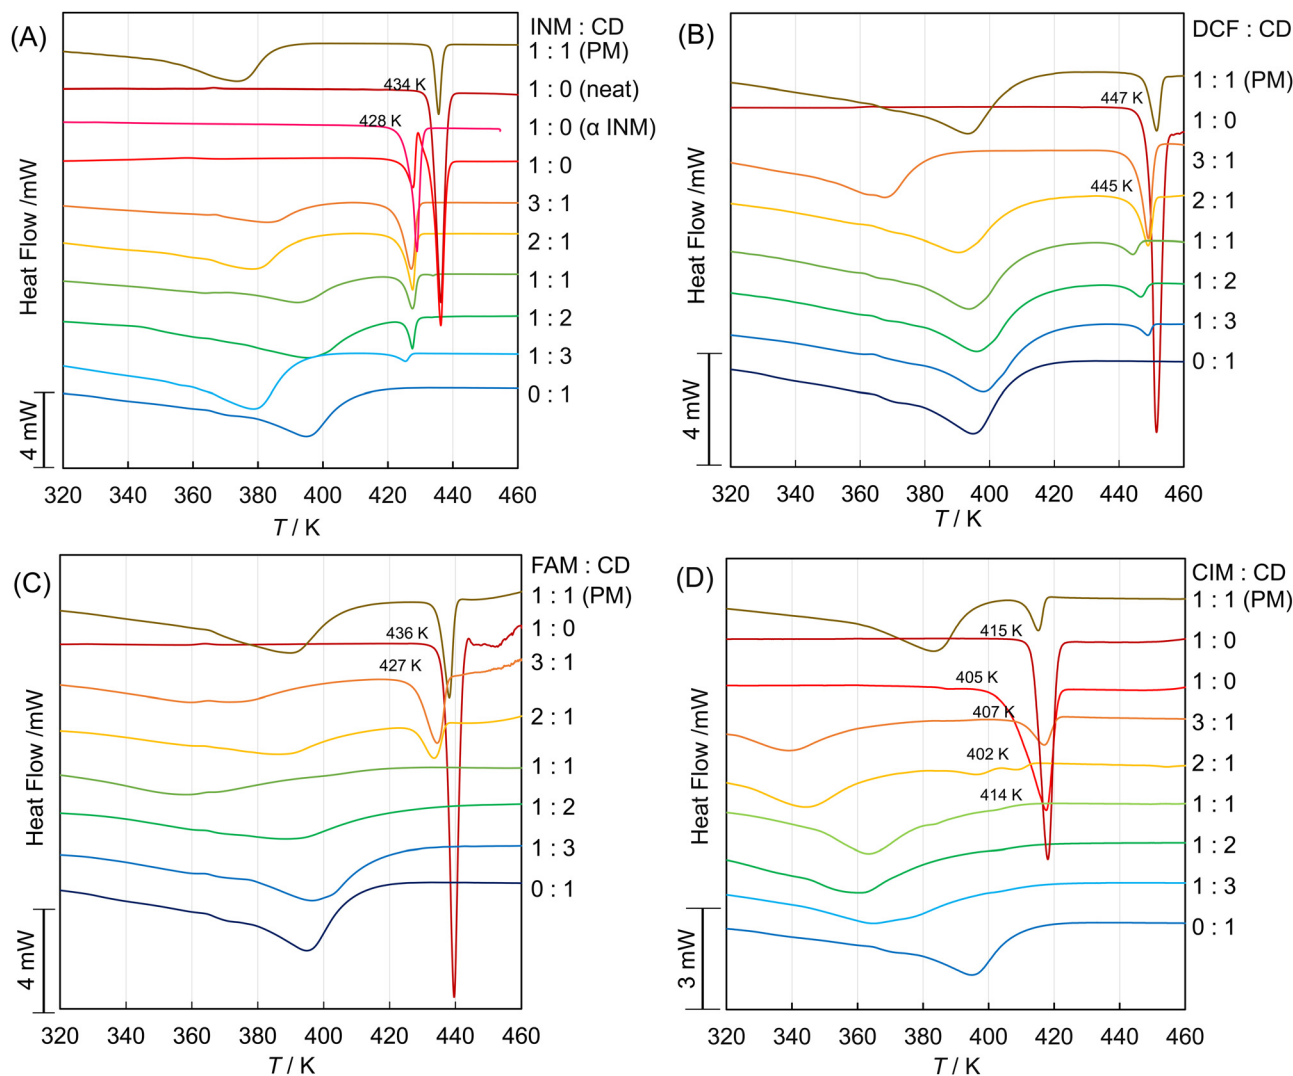 (A)
INM : CD
1 : 1 (PM)
434 K
1 : 0 (neat)
428 K
1 : 0 (α INM)
1 : 0
3 : 1
2 : 1
1 : 1
1 : 2
1 : 3
0 : 1
Heat Flow /mW
4 mW
320 340 360 380 400 420 440 460
T / K
(B)
DCF : CD
1 : 1 (PM)
447 K
1 : 0
3 : 1
445 K
2 : 1
1 : 1
1 : 2
1 : 3
0 : 1
Heat Flow /mW
4 mW
320 340 360 380 400 420 440 460
T / K
(C)
FAM : CD
1 : 1
(PM)
1 : 0
436 K
3 : 1
427 K
2 : 1
1 : 1
1 : 2
1 : 3
0 : 1
Heat Flow /mW
4 mW
320 340 360 380 400 420 440 460
T / K
(D)
CIM : CD
1 : 1 (PM)
415 K
1 : 0
405 K
1 : 0
407 K
3 : 1
402 K
2 : 1
414 K
1 : 1
1 : 2
1 : 3
0 : 1
Heat Flow /mW
3 mW
320 340 360 380 400 420 440 460
T / K